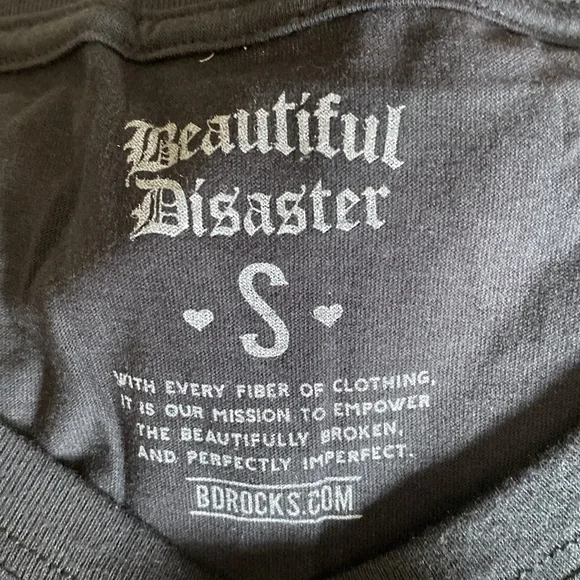 Beautiful
Disaster
S
WITH EVERY FIBER OF CLOTHING,
IT IS OUR MISSION TO EMPOWER
THE BEAUTIFULLY BROKEN,
AND PERFECTLY IMPERFECT.
BDROCKS.COM